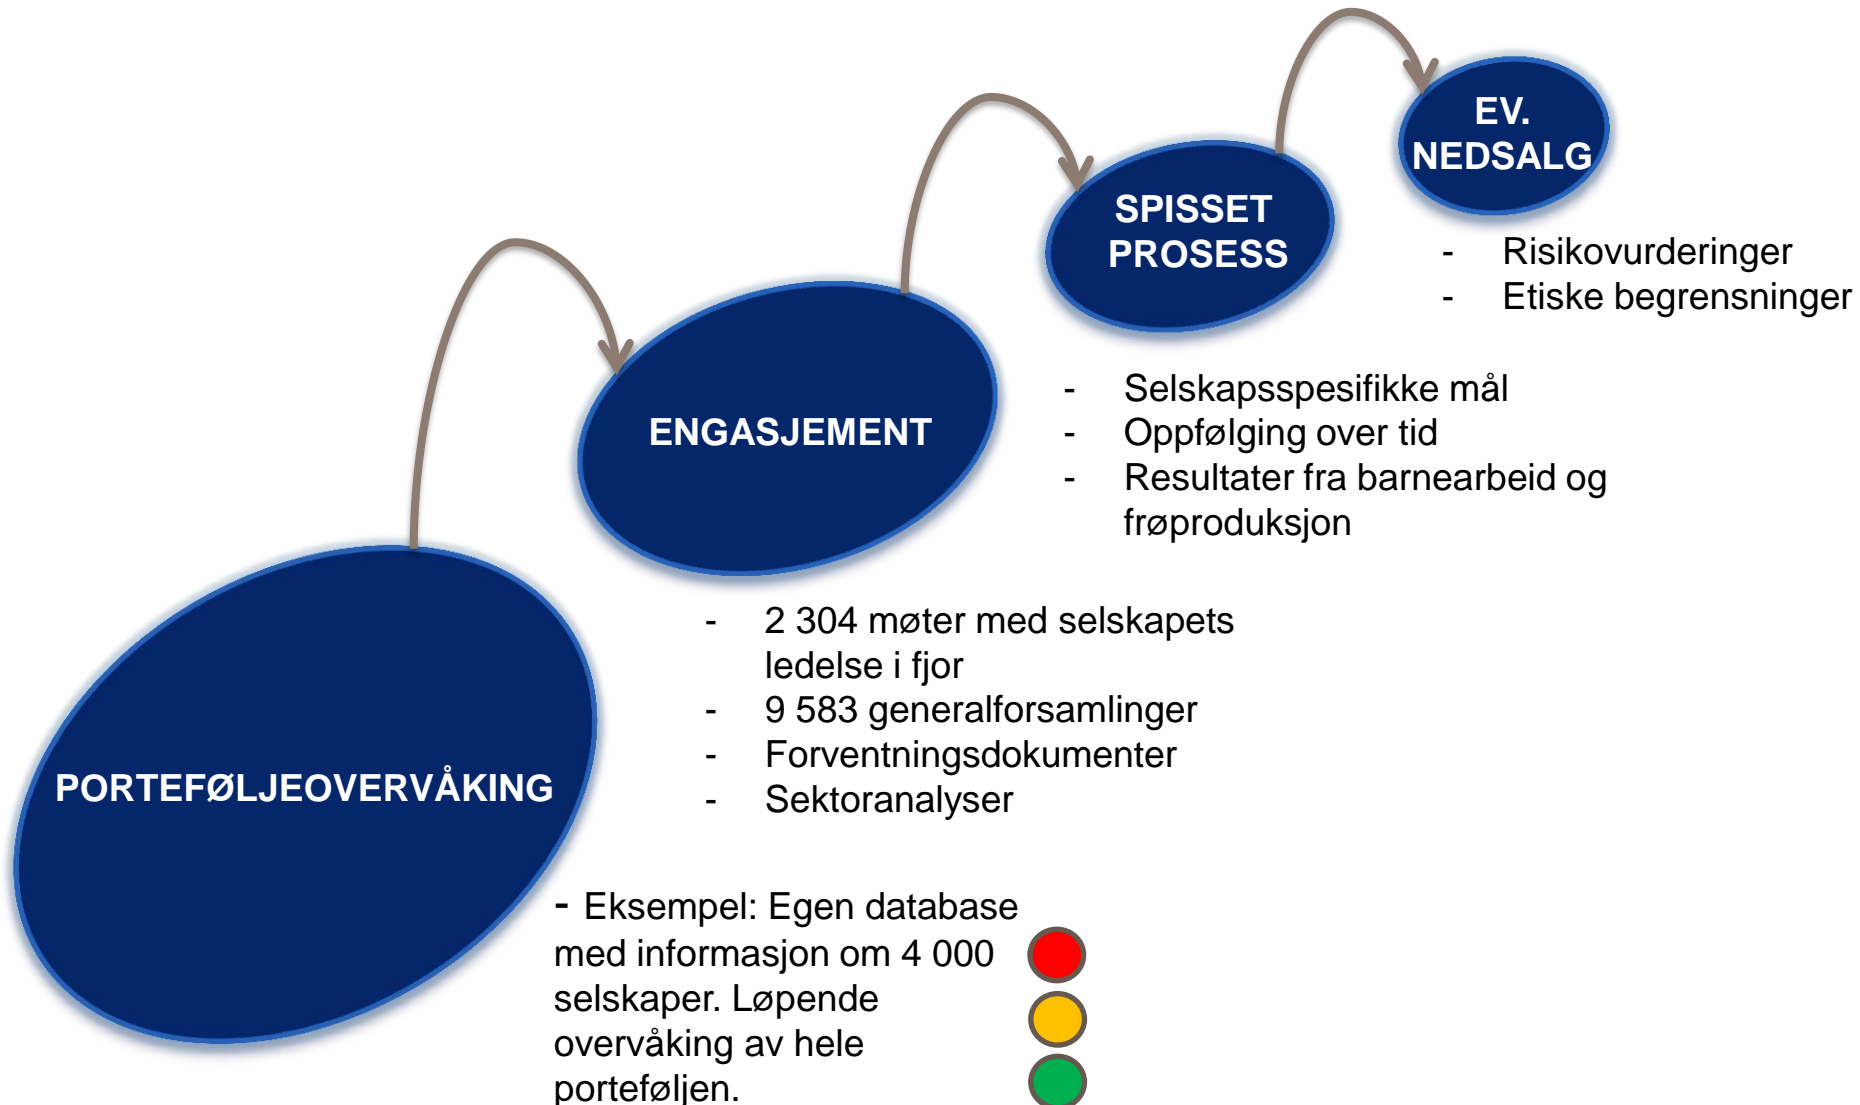 EV.
NEDSALG
- Risikovurderinger
- Etiske begrensninger
SPISSET
PROSESS
- Selskapsspesifikke mål
- Oppfølging over tid
- Resultater fra barnearbeid og
frøproduksjon
ENGASJEMENT
- 2 304 møter med selskapets
ledelse i fjor
- 9 583 generalforsamlinger
- Forventningsdokumenter
- Sektoranalyser
PORTEFØLJEOVERVÅKING
- Eksempel: Egen database
med informasjon om 4 000
selskaper. Løpende
overvåking av hele
porteføljen.